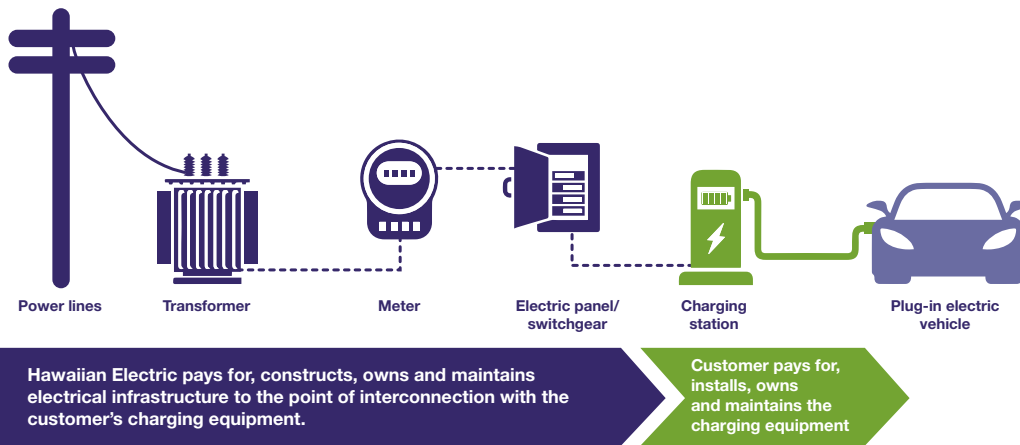 Power lines
Transformer
Meter
Electric panel/
switchgear
Charging
station
Plug-in electric
vehicle
Hawaiian Electric pays for, constructs, owns and maintains
electrical infrastructure to the point of interconnection with the
customer’s charging equipment.
Customer pays for,
installs, owns
and maintains the
charging equipment